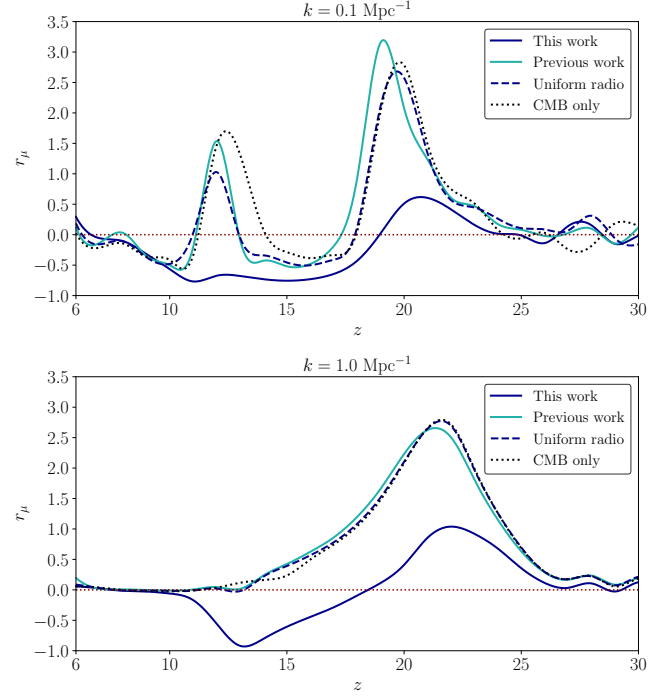 k = 0.1 Mpc⁻¹
3.5
3.0
2.5
2.0
1.5
1.0
0.5
0.0
−0.5
−1.0
r_μ
This work
Previous work
Uniform radio
CMB only
6 10 15 20 25 30
z
k = 1.0 Mpc⁻¹
3.5
3.0
2.5
2.0
1.5
1.0
0.5
0.0
−0.5
−1.0
r_μ
This work
Previous work
Uniform radio
CMB only
6 10 15 20 25 30
z